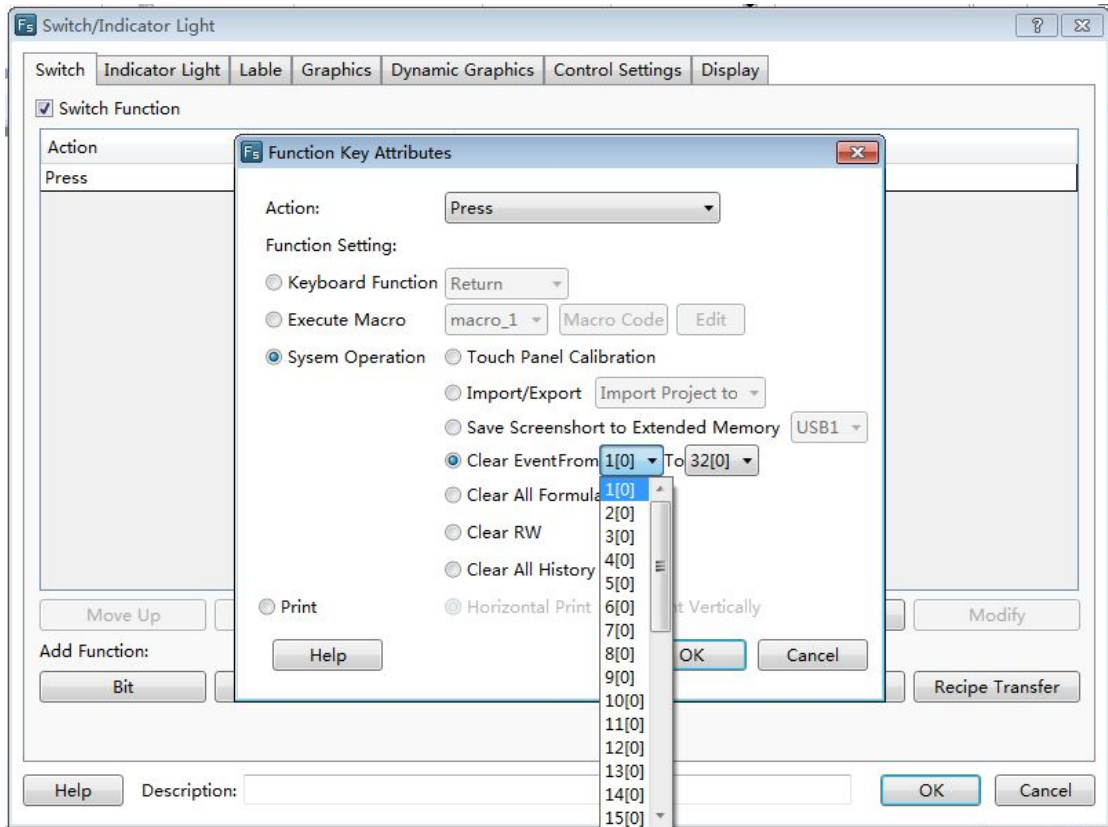 Fs Switch/Indicator Light
Switch Indicator Light Lable Graphics Dynamic Graphics Control Settings Display
Switch Function
Action
Press
Fs Function Key Attributes
Action: Press
Function Setting:
Keyboard Function Return
Execute Macro macro_1 Macro Code Edit
Sysem Operation Touch Panel Calibration
Import/Export Import Project to
Save Screenshort to Extended Memory USB1
Clear EventFrom 1[0] To 32[0]
1[0]
Clear All Formula
2[0]
Clear RW
3[0]
4[0]
Clear All History
5[0]
Print Horizontal Print 6[0] Vertically
7[0]
Help 8[0] OK Cancel
9[0]
10[0]
11[0]
12[0]
13[0]
14[0]
15[0]
Move Up Modify
Add Function:
Bit Recipe Transfer
Help Description: OK Cancel